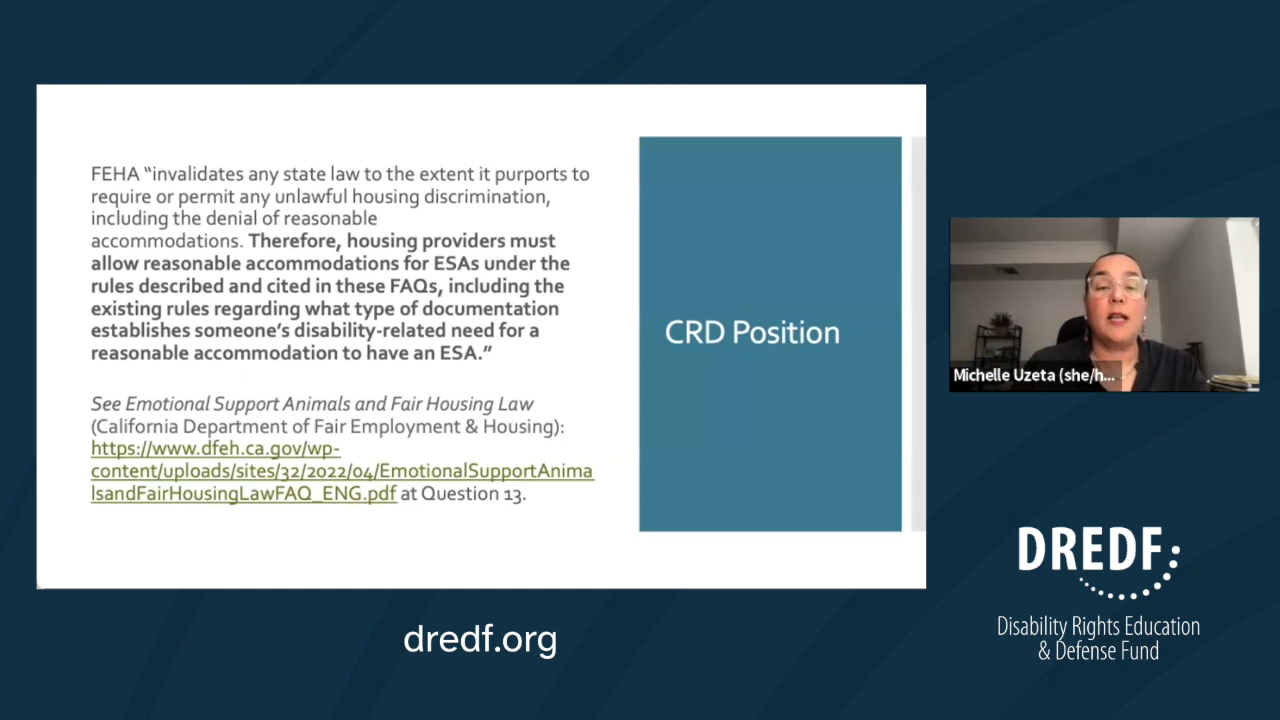 FEHA “invalidates any state law to the extent it purports to
require or permit any unlawful housing discrimination,
including the denial of reasonable
accommodations. Therefore, housing providers must
allow reasonable accommodations for ESAs under the
rules described and cited in these FAQs, including the
existing rules regarding what type of documentation
establishes someone’s disability-related need for a
reasonable accommodation to have an ESA.”
See Emotional Support Animals and Fair Housing Law
(California Department of Fair Employment & Housing):
https://www.dfeh.ca.gov/wp-
content/uploads/sites/32/2022/04/EmotionalSupportAnima
lsandFairHousingLawFAQ_ENG.pdf at Question 13.
CRD Position
Michelle Uzeta (she/h...
dredf.org
DREDF
Disability Rights Education
& Defense Fund